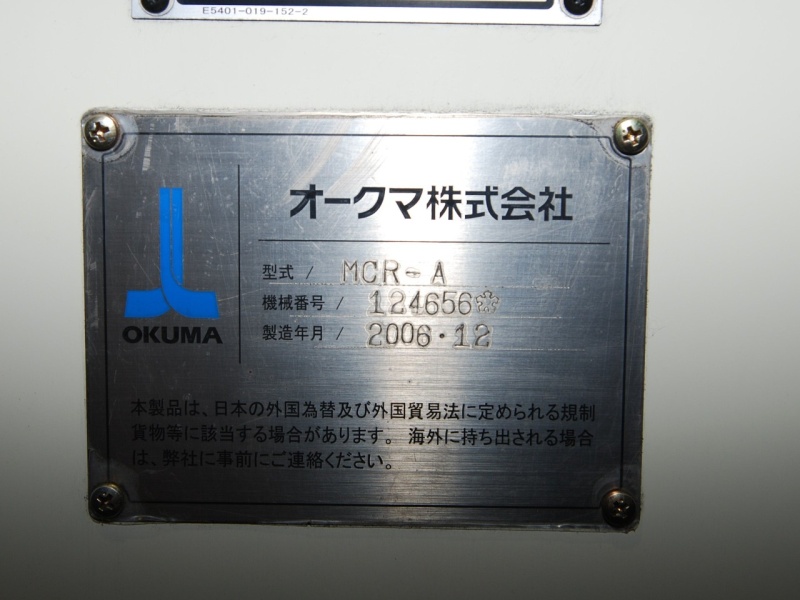 E5401-019-152-2
オークマ株式会社
OKUMA
型式 / MCR-A
機械番号 / 124656
製造年月 / 2006・12
本製品は、日本の外国為替及び外国貿易法に定められる規制
貨物等に該当する場合があります。 海外に持ち出される場合
は、弊社に事前にご連絡ください。